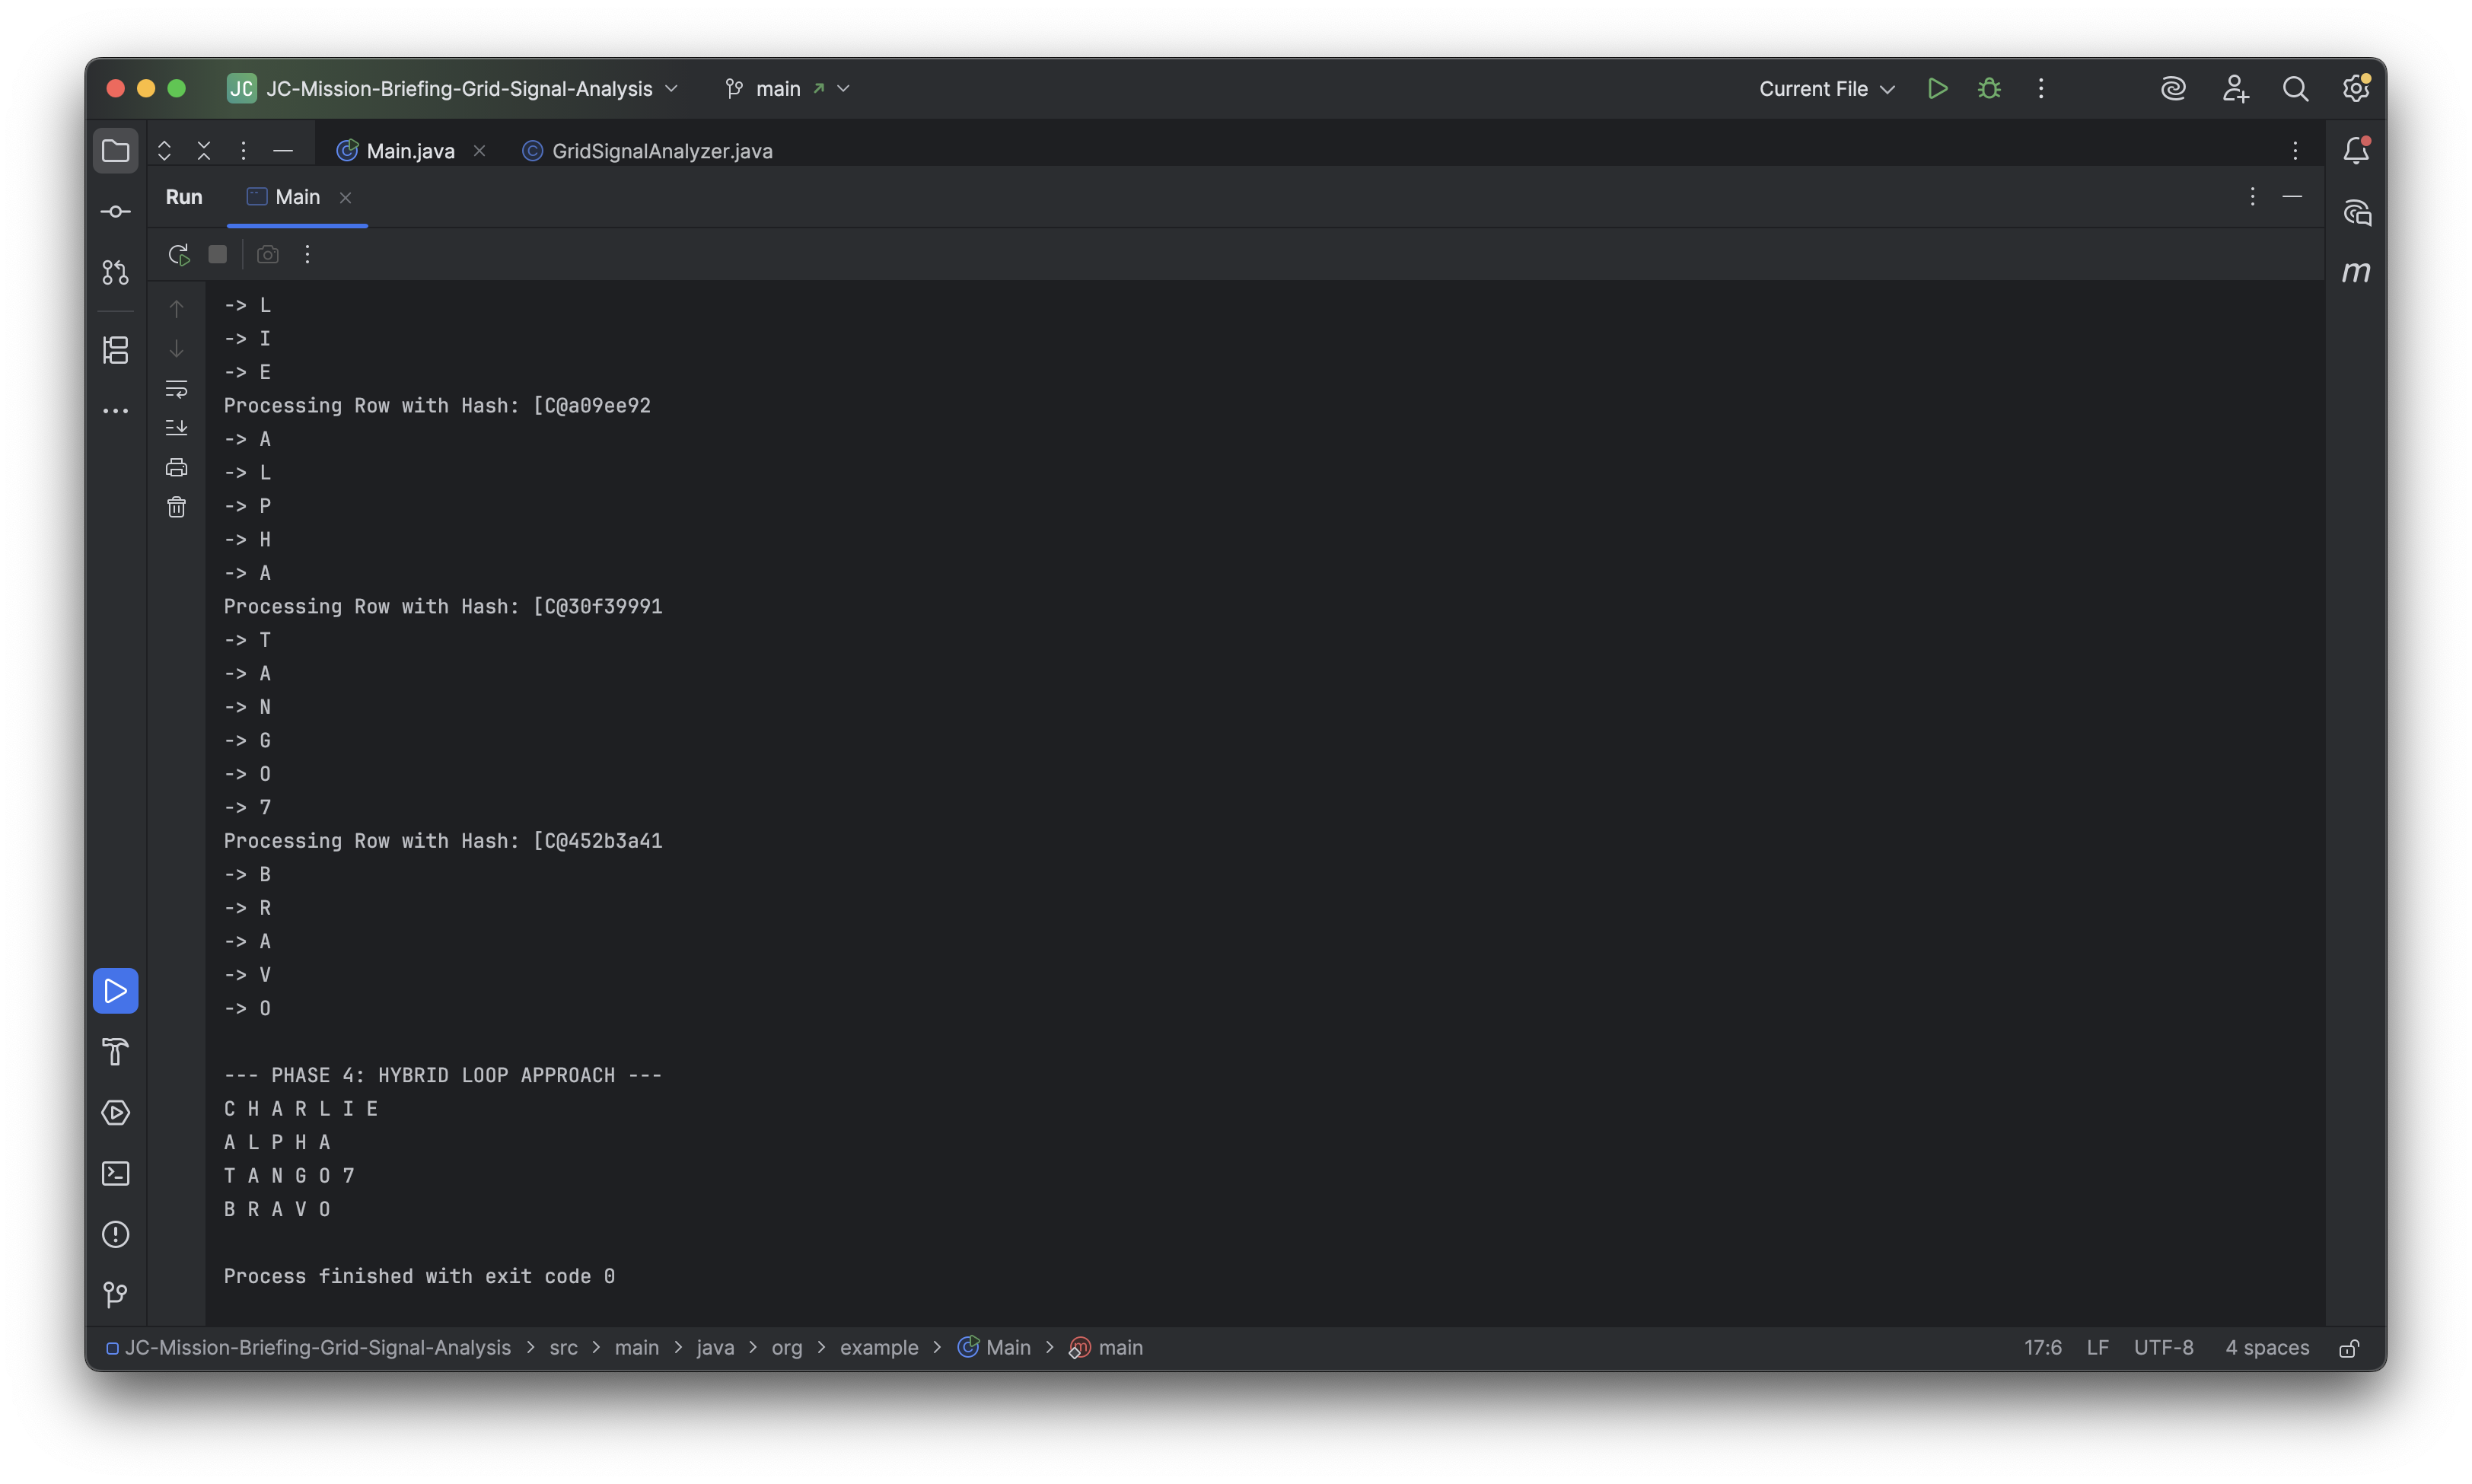 JC JC-Mission-Briefing-Grid-Signal-Analysis main Current File
Main.java GridSignalAnalyzer.java
Run Main
-> L
-> I
-> E
Processing Row with Hash: [C@a09ee92
-> A
-> L
-> P
-> H
-> A
Processing Row with Hash: [C@30f39991
-> T
-> A
-> N
-> G
-> O
-> 7
Processing Row with Hash: [C@452b3a41
-> B
-> R
-> A
-> V
-> O
--- PHASE 4: HYBRID LOOP APPROACH ---
C H A R L I E
A L P H A
T A N G O 7
B R A V O
Process finished with exit code 0
JC-Mission-Briefing-Grid-Signal-Analysis > src > main > java > org > example > Main > main 17:6 LF UTF-8 4 spaces